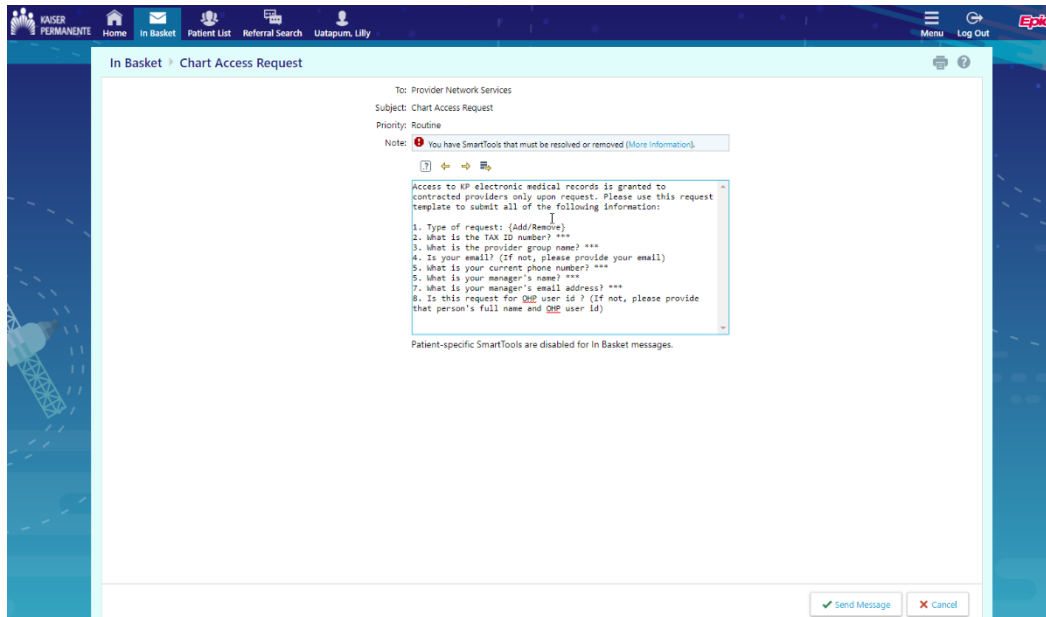 KAISER
PERMANENTE
Home
In Basket
Patient List
Referral Search
Uatapum, Lilly
Menu
Log Out
Epic
In Basket
Chart Access Request
To: Provider Network Services
Subject: Chart Access Request
Priority: Routine
Note: You have SmartTools that must be resolved or removed (More Information).
Access to KP electronic medical records is granted to
contracted providers only upon request. Please use this request
template to submit all of the following information:
1. Type of request: {Add/Remove}
2. What is the TAX ID number? ***
3. What is the provider group name? ***
4. Is your email? (If not, please provide your email)
5. What is your current phone number? ***
5. What is your manager's name? ***
7. What is your manager's email address? ***
8. Is this request for OHP user id ? (If not, please provide
that person's full name and OHP user id)
Patient-specific SmartTools are disabled for In Basket messages.
Send Message
Cancel